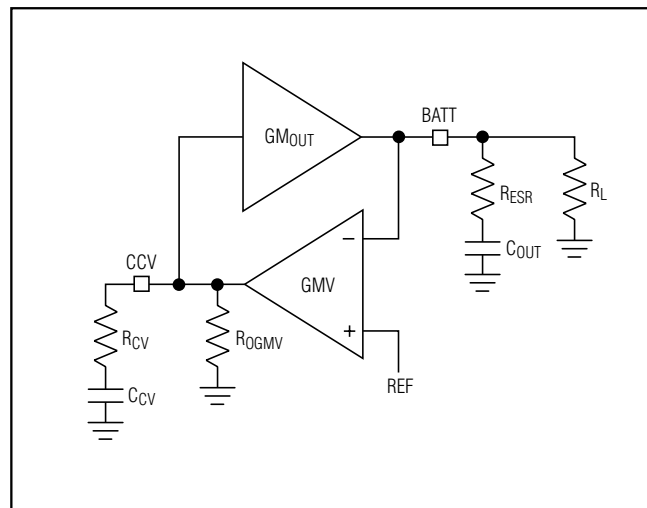 BATT
GMOUT
RESR
RL
COUT
CCV
GMV
−
+
RCV
ROGMV
CCV
REF